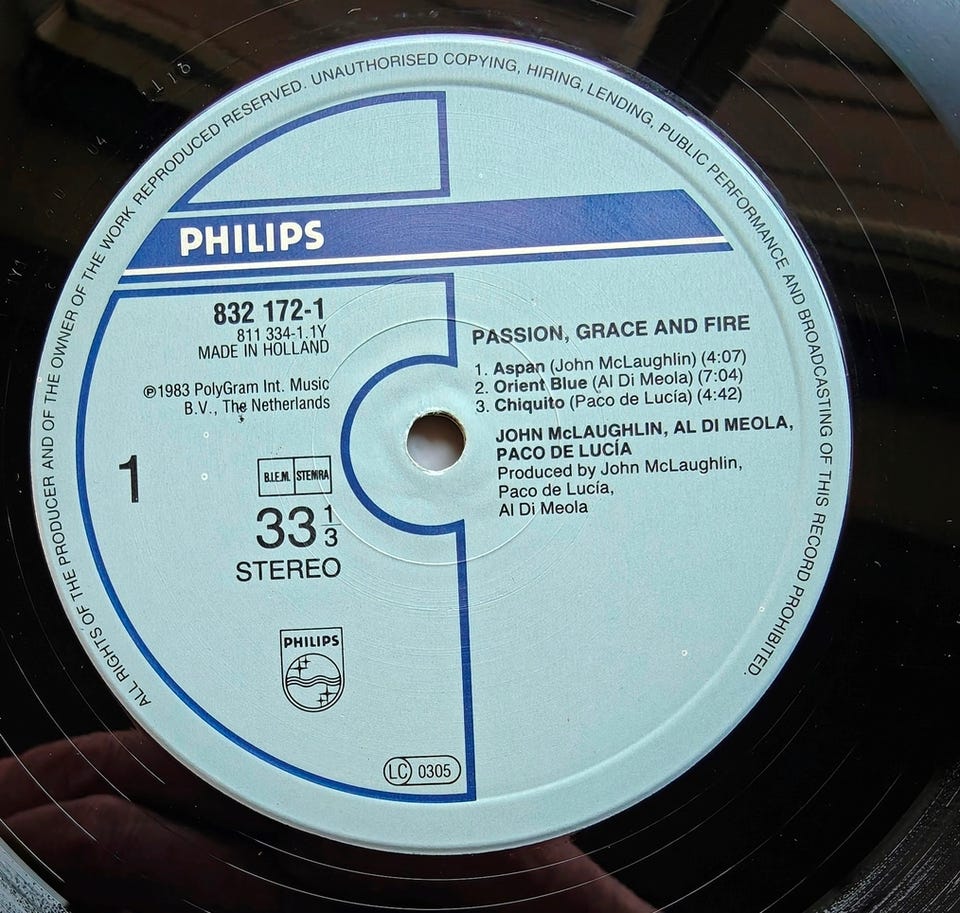 ALL RIGHTS OF THE PRODUCER AND OF THE OWNER OF THE WORK REPRODUCED RESERVED. UNAUTHORISED COPYING, HIRING, LENDING, PUBLIC PERFORMANCE AND BROADCASTING OF THIS RECORD PROHIBITED.
PHILIPS
832 172-1
811 334-1.1Y
MADE IN HOLLAND
℗1983 PolyGram Int. Music
B.V., The Netherlands
1
B.I.E.M. STEMRA
33 1/3
STEREO
PHILIPS
LC 0305
PASSION, GRACE AND FIRE
1. Aspan (John McLaughlin) (4:07)
2. Orient Blue (Al Di Meola) (7:04)
3. Chiquito (Paco de Lucía) (4:42)
JOHN McLAUGHLIN, AL DI MEOLA,
PACO DE LUCÍA
Produced by John McLaughlin,
Paco de Lucía,
Al Di Meola